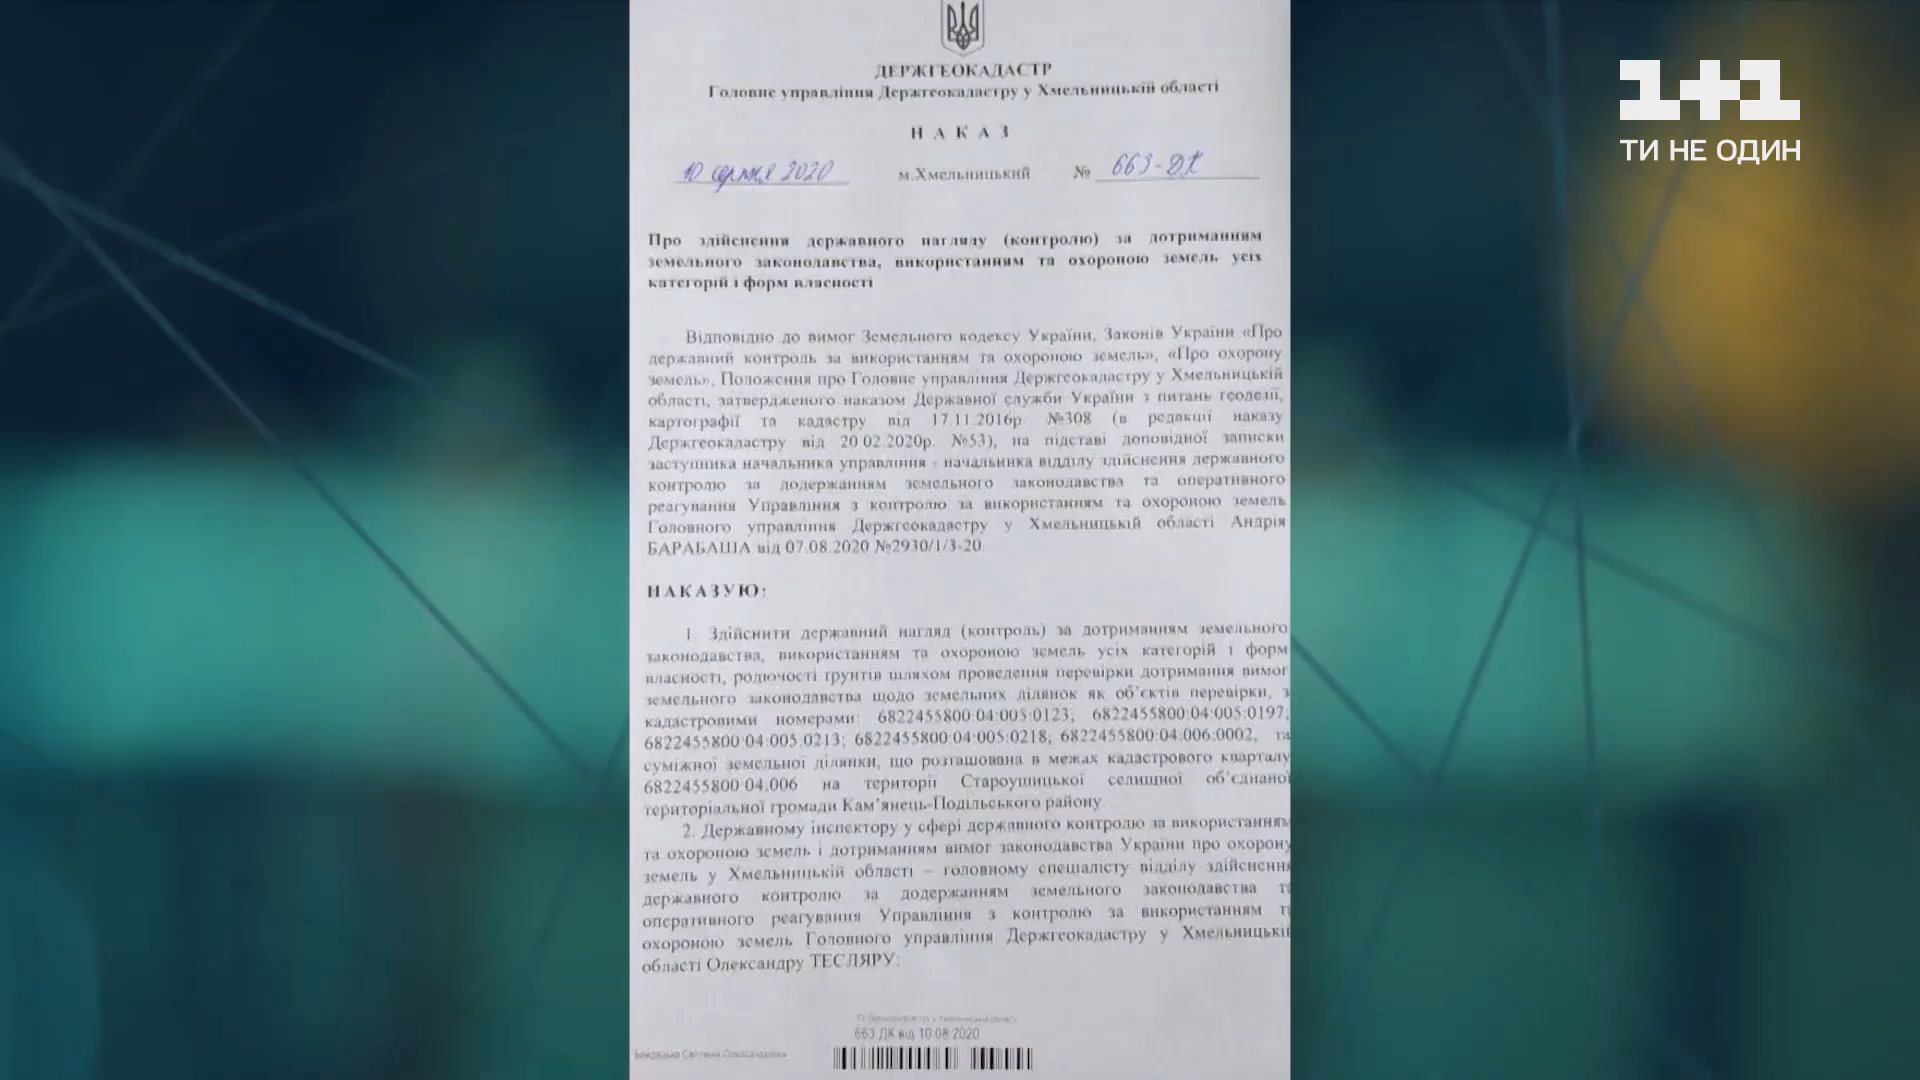 ДЕРЖГЕОКАДАСТР
Головне управління Держгеокадастру у Хмельницькій області
НАКАЗ
10 серпня 2020 м.Хмельницький № 663-ДК
Про здійснення державного нагляду (контролю) за дотриманням
земельного законодавства, використанням та охороною земель усіх
категорій і форм власності
Відповідно до вимог Земельного кодексу України, Законів України «Про
державний контроль за використанням та охороною земель», «Про охорону
земель», Положення про Головне управління Держгеокадастру у Хмельницькій
області, затвердженого наказом Державної служби України з питань геодезії,
картографії та кадастру від 17.11.2016р. №308 (в редакції наказу
Держгеокадастру від 20.02.2020р. №53), на підставі доповідної записки
заступника начальника управління - начальника відділу здійснення державного
контролю за додержанням земельного законодавства та оперативного
реагування Управління з контролю за використанням та охороною земель
Головного управління Держгеокадастру у Хмельницькій області Андрія
БАРАБАША від 07.08.2020 №2930/1/3-20.
НАКАЗУЮ:
1. Здійснити державний нагляд (контроль) за дотриманням земельного
законодавства, використанням та охороною земель усіх категорій і форм
власності, родючості ґрунтів шляхом проведення перевірки дотримання вимог
земельного законодавства щодо земельних ділянок як об'єктів перевірки, з
кадастровими номерами: 6822455800:04:005:0123; 6822455800:04:005:0197;
6822455800:04:005:0213; 6822455800:04:005:0218; 6822455800:04:006:0002, та
суміжної земельної ділянки, що розташована в межах кадастрового кварталу
6822455800:04:006 на території Староушицької селищної об'єднаної
територіальної громади Кам'янець-Подільського району.
2. Державному інспектору у сфері державного контролю за використанням
та охороною земель і дотриманням вимог законодавства України про охорону
земель у Хмельницькій області – головному спеціалісту відділу здійснення
державного контролю за додержанням земельного законодавства та
оперативного реагування Управління з контролю за використанням та
охороною земель Головного управління Держгеокадастру у Хмельницькій
області Олександру ТЕСЛЯРУ:
ГУ Держгеокадастру у Хмельницькій області
663 ДК від 10.08.2020
Світлана Олександрівна
1+1
ТИ НЕ ОДИН